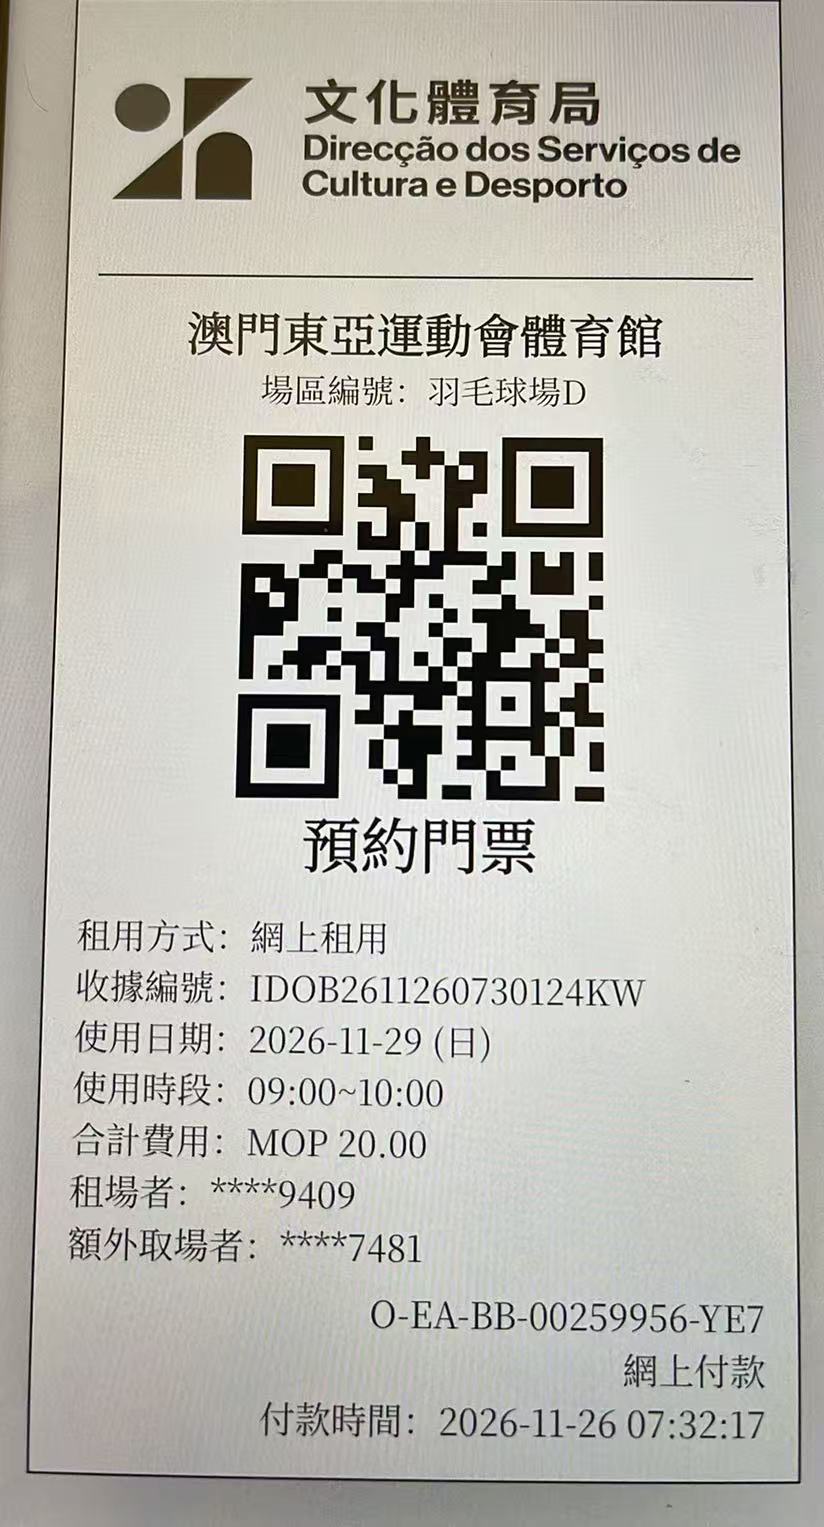 文化體育局
Direcção dos Serviços de
Cultura e Desporto
澳門東亞運動會體育館
場區編號：羽毛球場D
預約門票
租用方式：網上租用
收據編號：IDOB2611260730124KW
使用日期：2026-11-29 (日)
使用時段：09:00~10:00
合計費用：MOP 20.00
租場者：****9409
額外取場者：****7481
O-EA-BB-00259956-YE7
網上付款
付款時間：2026-11-26 07:32:17